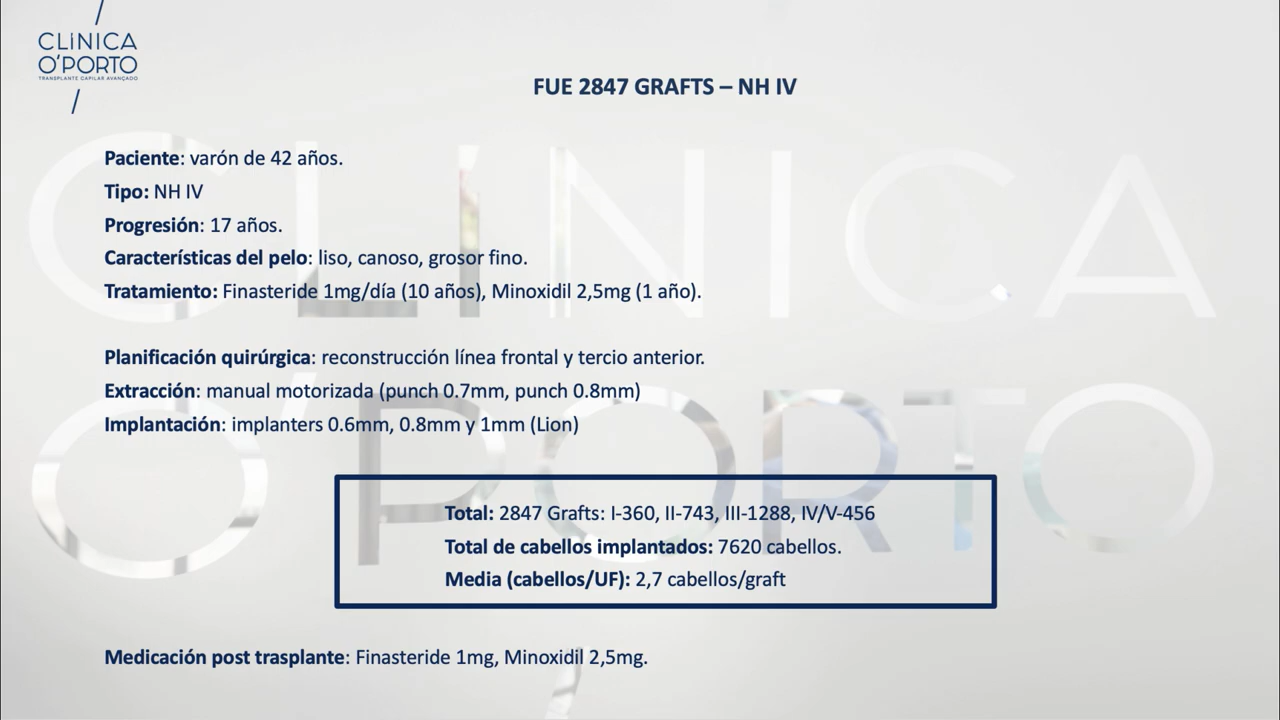 CLÍNICA
O'PORTO
TRANSPLANTE CAPILAR AVANÇADO
FUE 2847 GRAFTS – NH IV
Paciente: varón de 42 años.
Tipo: NH IV
Progresión: 17 años.
Características del pelo: liso, canoso, grosor fino.
Tratamiento: Finasteride 1mg/día (10 años), Minoxidil 2,5mg (1 año).
Planificación quirúrgica: reconstrucción línea frontal y tercio anterior.
Extracción: manual motorizada (punch 0.7mm, punch 0.8mm)
Implantación: implanters 0.6mm, 0.8mm y 1mm (Lion)
Total: 2847 Grafts: I-360, II-743, III-1288, IV/V-456
Total de cabellos implantados: 7620 cabellos.
Media (cabellos/UF): 2,7 cabellos/graft
Medicación post trasplante: Finasteride 1mg, Minoxidil 2,5mg.
CLÍNICA
O'PORTO